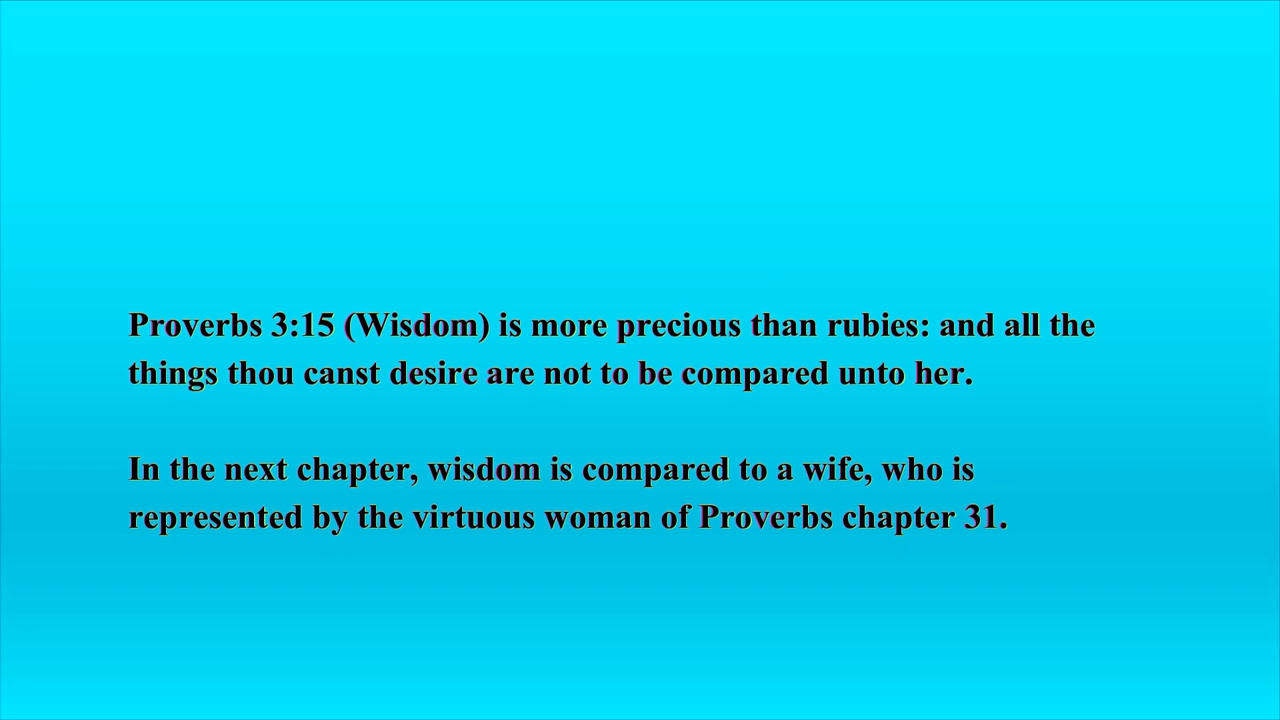 Proverbs 3:15 (Wisdom) is more precious than rubies: and all the
things thou canst desire are not to be compared unto her.
In the next chapter, wisdom is compared to a wife, who is
represented by the virtuous woman of Proverbs chapter 31.